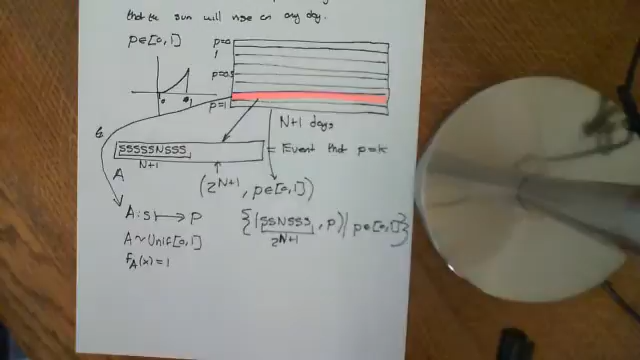 that the sun will rise on any day.
p∈[0,1]
p=0
p=0.5
p=1
N+1 days
SSSSSNSSS
= Event that p=k
N+1
A
(2^{N+1}, p∈[0,1])
A: S ↦ p
{(SSNSSS, p) | p∈[0,1]}
2^{N+1}
A ~ Unif[0,1]
f_A(x) = 1